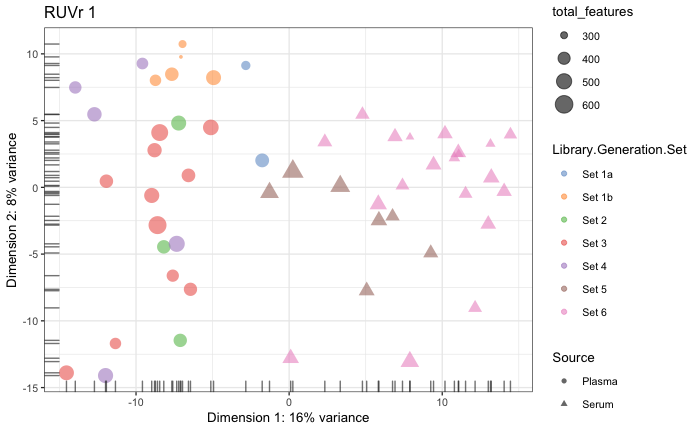 RUVr 1
Dimension 2: 8% variance
10
5
0
-5
-10
-15
-10
0
10
Dimension 1: 16% variance
total_features
300
400
500
600
Library.Generation.Set
Set 1a
Set 1b
Set 2
Set 3
Set 4
Set 5
Set 6
Source
Plasma
Serum